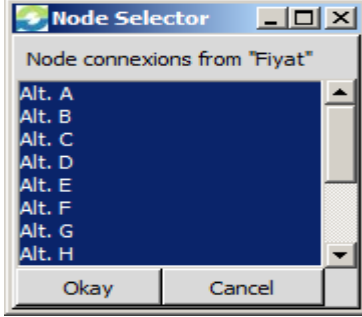 Node Selector
Node connexions from "Fiyat"
Alt. A
Alt. B
Alt. C
Alt. D
Alt. E
Alt. F
Alt. G
Alt. H
Okay Cancel